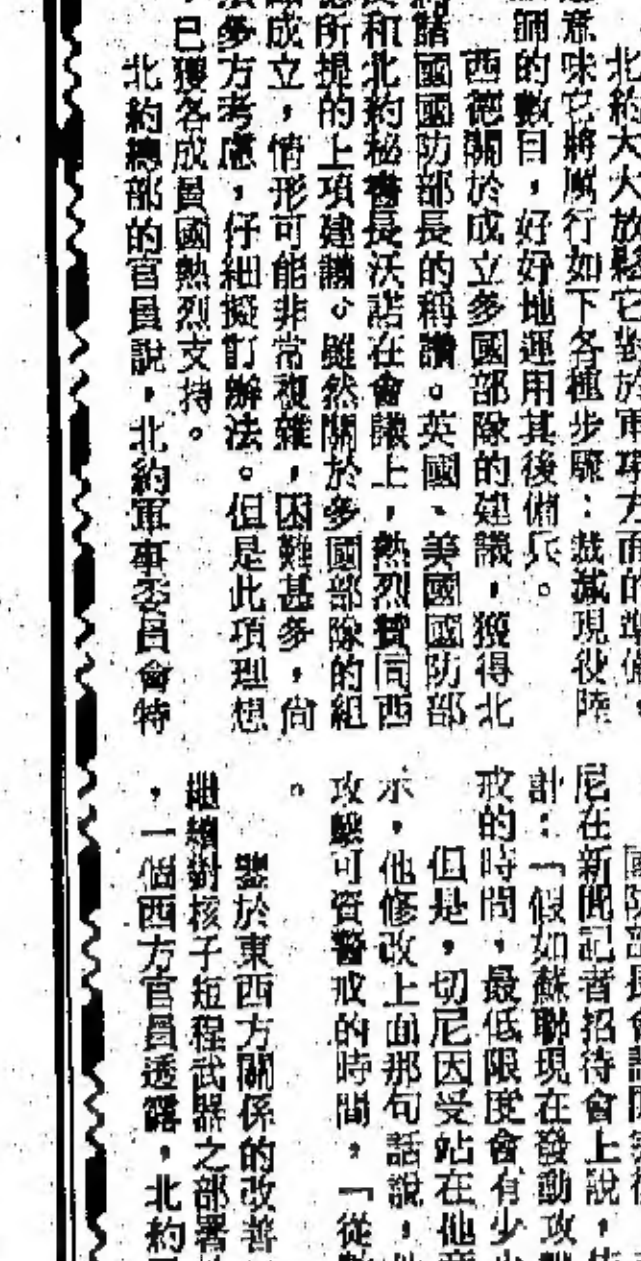 北約大大放鬆它對於軍事方面的準備，
意味它將厲行如下各種步驟：裁減現役陸
師的數目，好好地運用其後備兵。
西德關於成立多國部隊的建議，獲得北
諸國國防部長的稱讚。英國、美國國防部
和北約秘書長沃諾在會議上，熱烈贊同西
所提的上項建議。雖然關於多國部隊的組
成立，情形可能非常複雜，困難甚多，尚
須多方考慮，仔細擬訂辦法。但是此項理想
已獲各成員國熱烈支持。
北約總部的官員說，北約軍事委員會特
國防部長會議
尼在新聞記者招待會上說，
計：「假如蘇聯現在發動攻
戒的時間，最低限度會有少
但是，切尼因受站在他
示，他修改上面那句話說，
攻擊可資警戒的時間，「從
。
鑒於東西方關係的改善
繼續對核子短程武器之部署
，一個西方官員透露，北約